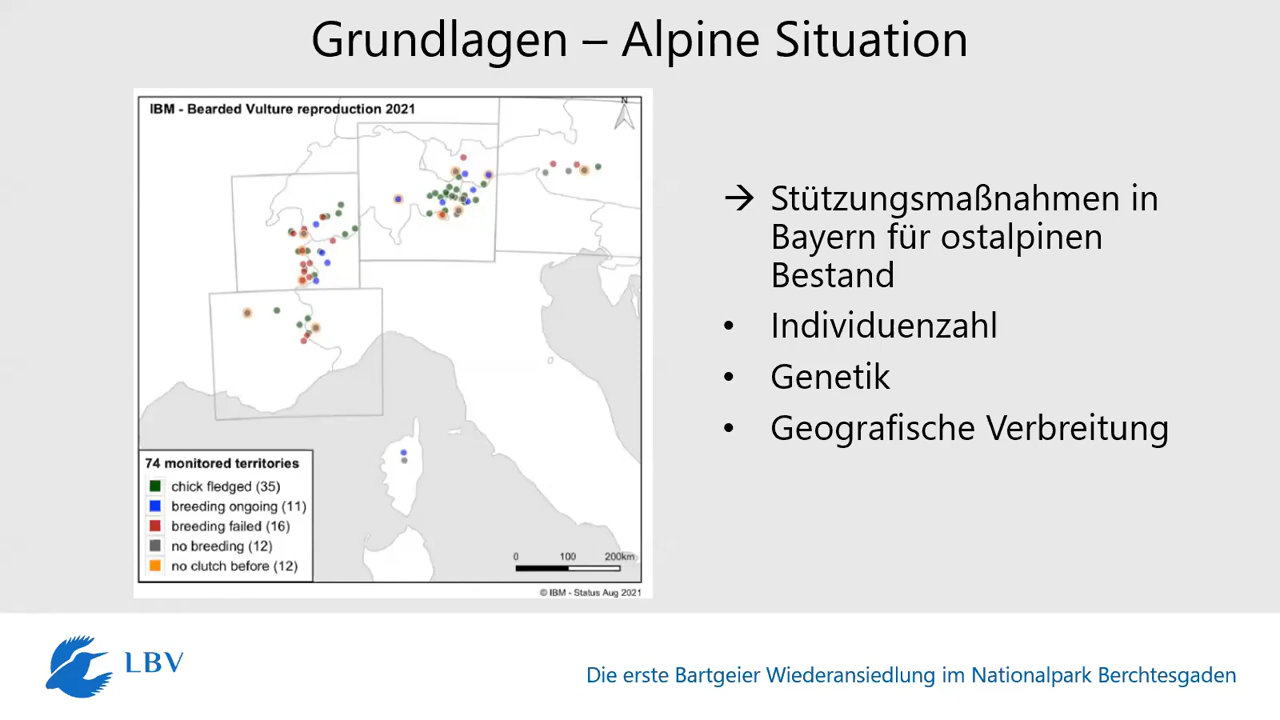 Grundlagen – Alpine Situation
IBM - Bearded Vulture reproduction 2021
N
74 monitored territories
chick fledged (35)
breeding ongoing (11)
breeding failed (16)
no breeding (12)
no clutch before (12)
0 100 200km
© IBM - Status Aug 2021
→ Stützungsmaßnahmen in
Bayern für ostalpinen
Bestand
• Individuenzahl
• Genetik
• Geografische Verbreitung
LBV
Die erste Bartgeier Wiederansiedlung im Nationalpark Berchtesgaden